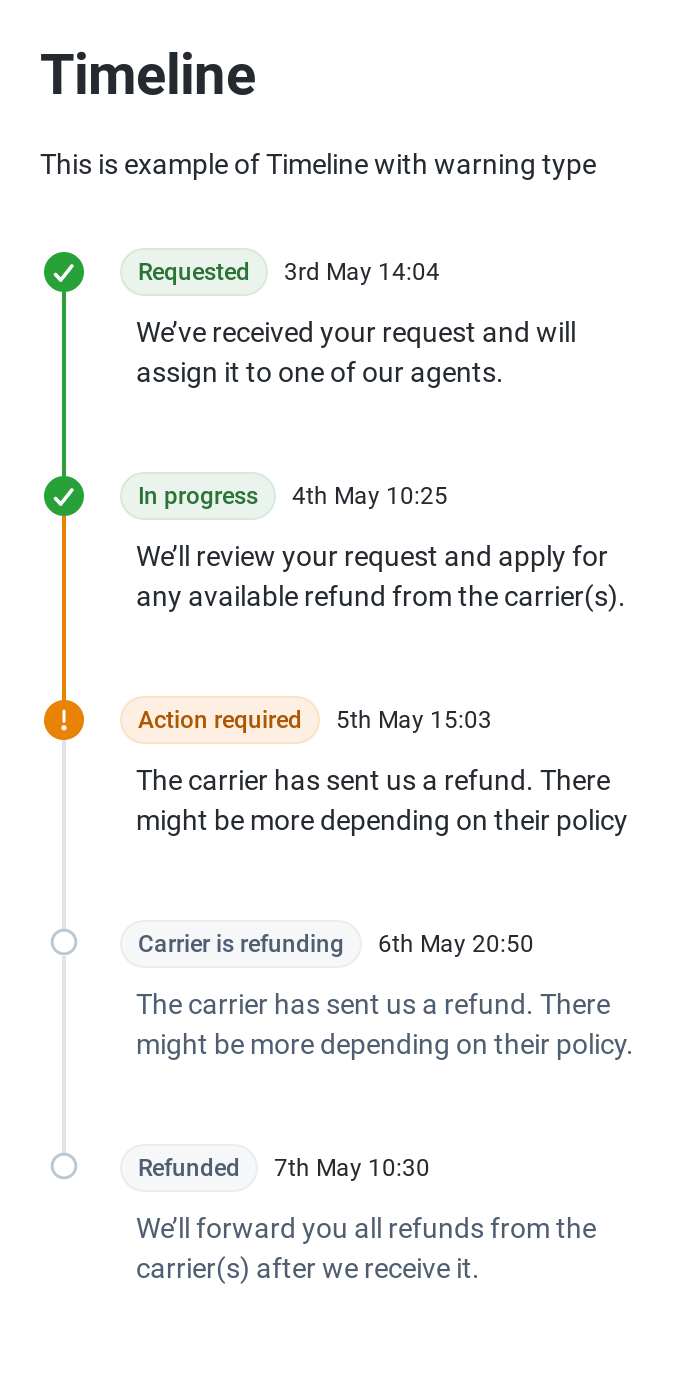 Timeline
This is example of Timeline with warning type
Requested 3rd May 14:04
We’ve received your request and will
assign it to one of our agents.
In progress 4th May 10:25
We’ll review your request and apply for
any available refund from the carrier(s).
Action required 5th May 15:03
The carrier has sent us a refund. There
might be more depending on their policy
Carrier is refunding 6th May 20:50
The carrier has sent us a refund. There
might be more depending on their policy.
Refunded 7th May 10:30
We’ll forward you all refunds from the
carrier(s) after we receive it.